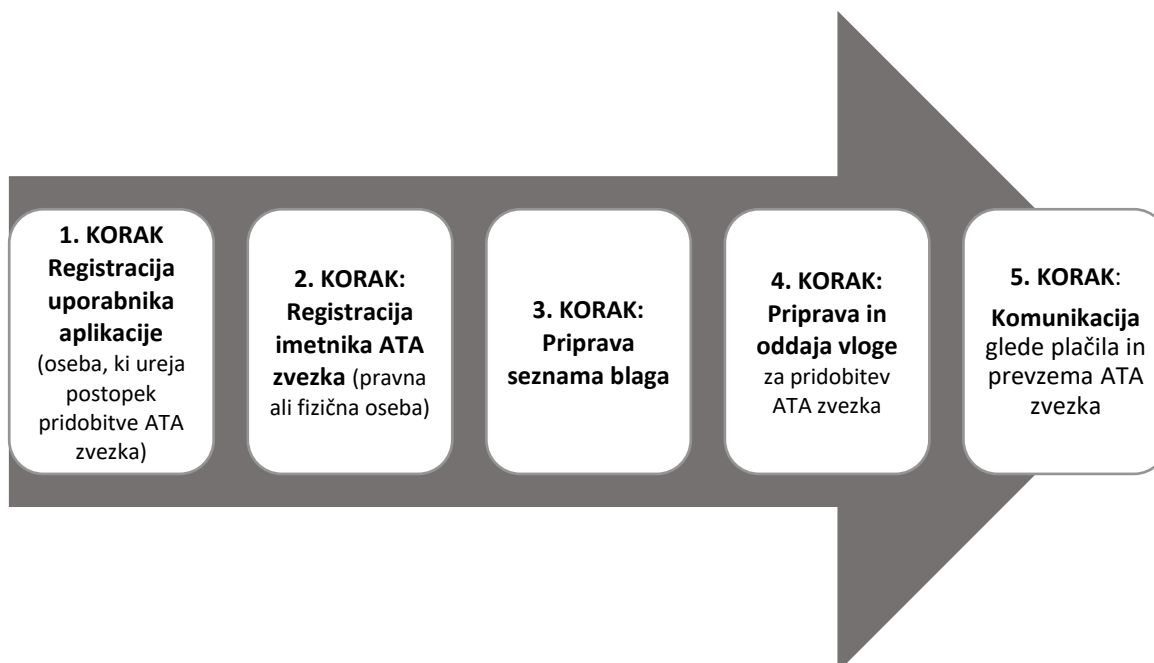 1. KORAK
Registracija
uporabnika
aplikacije
(oseba, ki ureja
postopek
pridobitve ATA
zvezka)
2. KORAK:
Registracija
imetnika ATA
zvezka (pravna
ali fizična oseba)
3. KORAK:
Priprava
seznama blaga
4. KORAK:
Priprava in
oddaja vloge
za pridobitev
ATA zvezka
5. KORAK:
Komunikacija
glede plačila in
prevzema ATA
zvezka